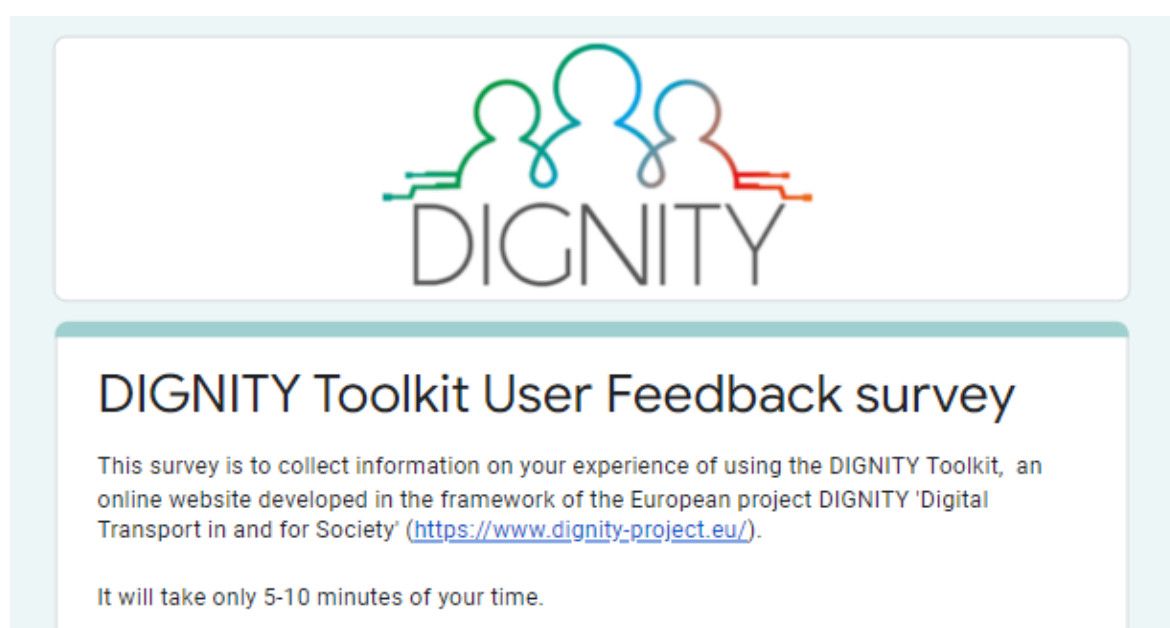 DIGNITY
DIGNITY Toolkit User Feedback survey
This survey is to collect information on your experience of using the DIGNITY Toolkit,  an
online website developed in the framework of the European project DIGNITY 'Digital
Transport in and for Society' (https://www.dignity-project.eu/).
It will take only 5-10 minutes of your time.